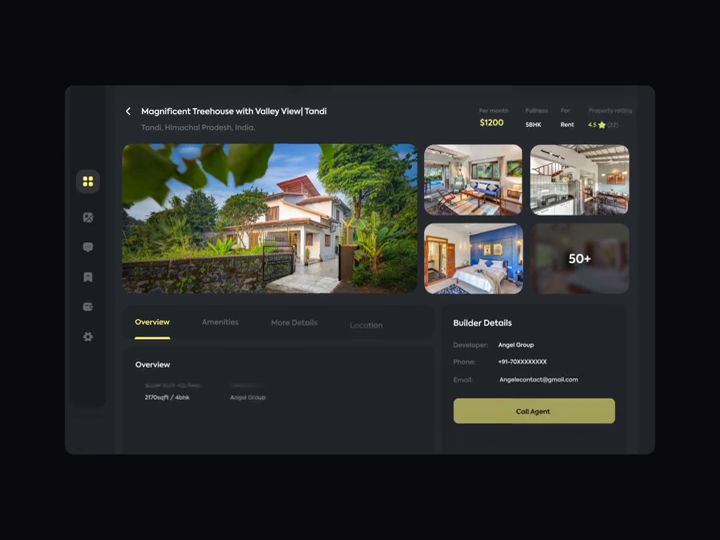 Magnificent Treehouse with Valley View| Tandi
Tandi, Himachal Pradesh, India.
Per month
$1200
Fullness
5BHK
For
Rent
Property rating
4.5 (22)
50+
Overview
Amenities
More Details
Location
Overview
2170sqft / 4bhk
Angel Group
Builder Details
Developer: Angel Group
Phone: +91-70XXXXXXXX
Email: Angelecontact@gmail.com
Call Agent